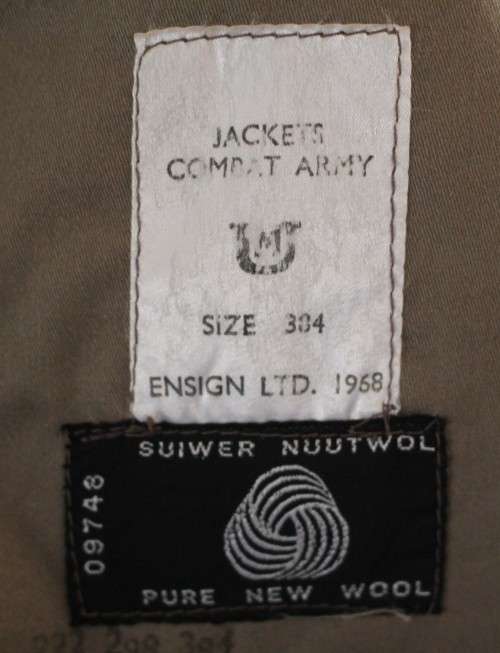 JACKETS
COMBAT ARMY
U
M
SIZE 304
ENSIGN LTD. 1968
SUIWER NUUTWOL
09748
PURE NEW WOOL